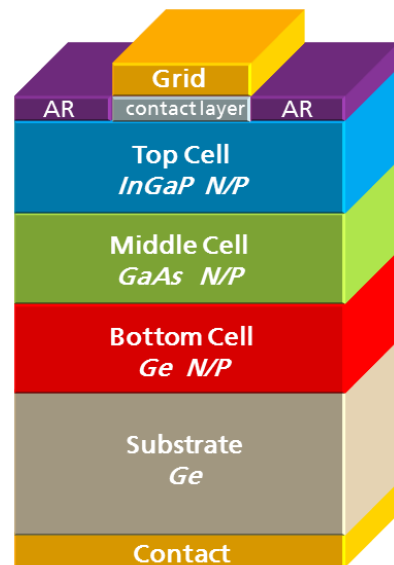 Grid
AR contact layer AR
Top Cell
InGaP N/P
Middle Cell
GaAs N/P
Bottom Cell
Ge N/P
Substrate
Ge
Contact